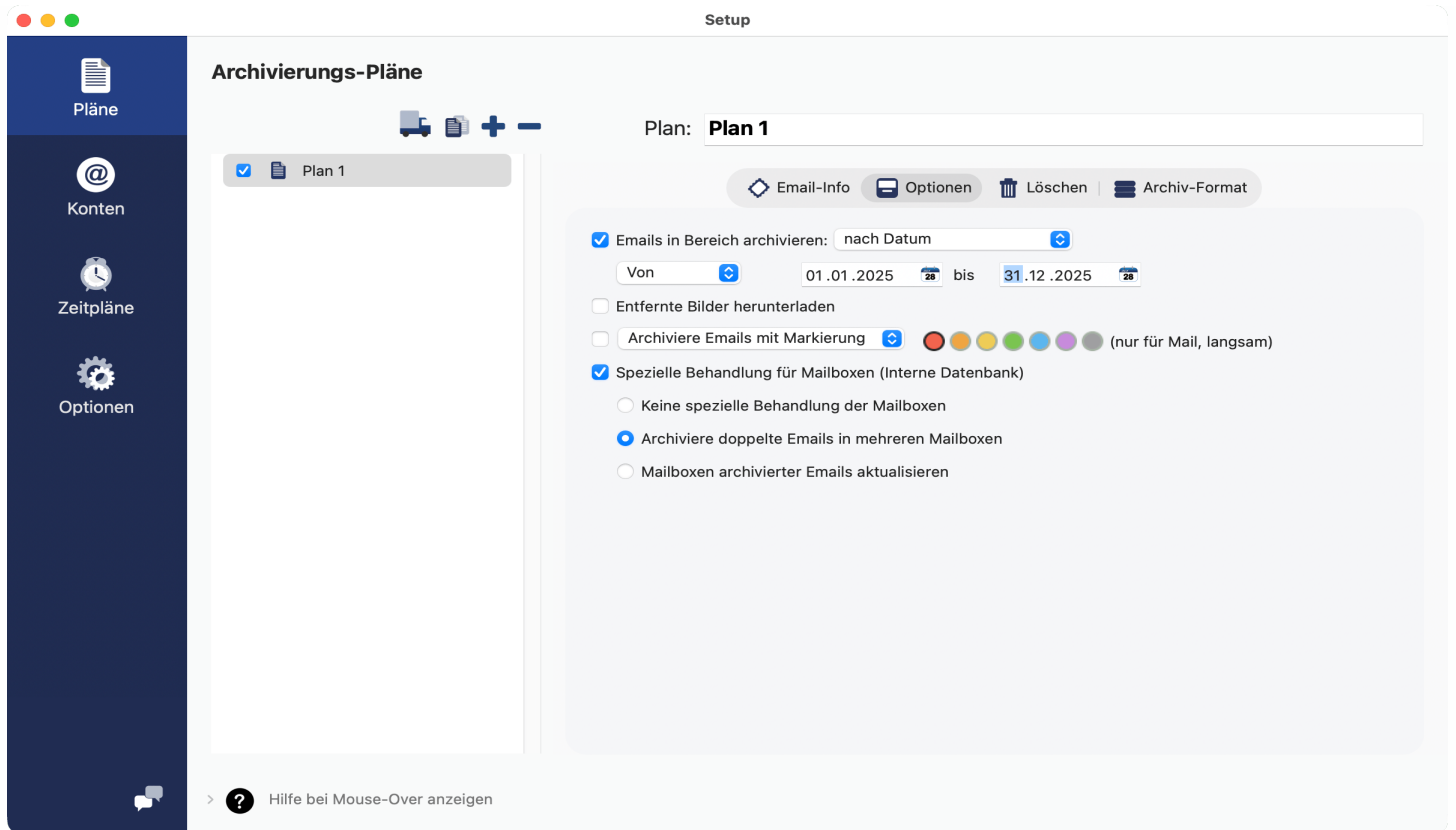 Setup
Pläne
Konten
Zeitpläne
Optionen
Archivierungs-Pläne
Plan 1
Plan: Plan 1
Email-Info Optionen Löschen Archiv-Format
Emails in Bereich archivieren: nach Datum
Von 01.01.2025 28 bis 31.12.2025 28
Entfernte Bilder herunterladen
Archiviere Emails mit Markierung (nur für Mail, langsam)
Spezielle Behandlung für Mailboxen (Interne Datenbank)
Keine spezielle Behandlung der Mailboxen
Archiviere doppelte Emails in mehreren Mailboxen
Mailboxen archivierter Emails aktualisieren
? Hilfe bei Mouse-Over anzeigen